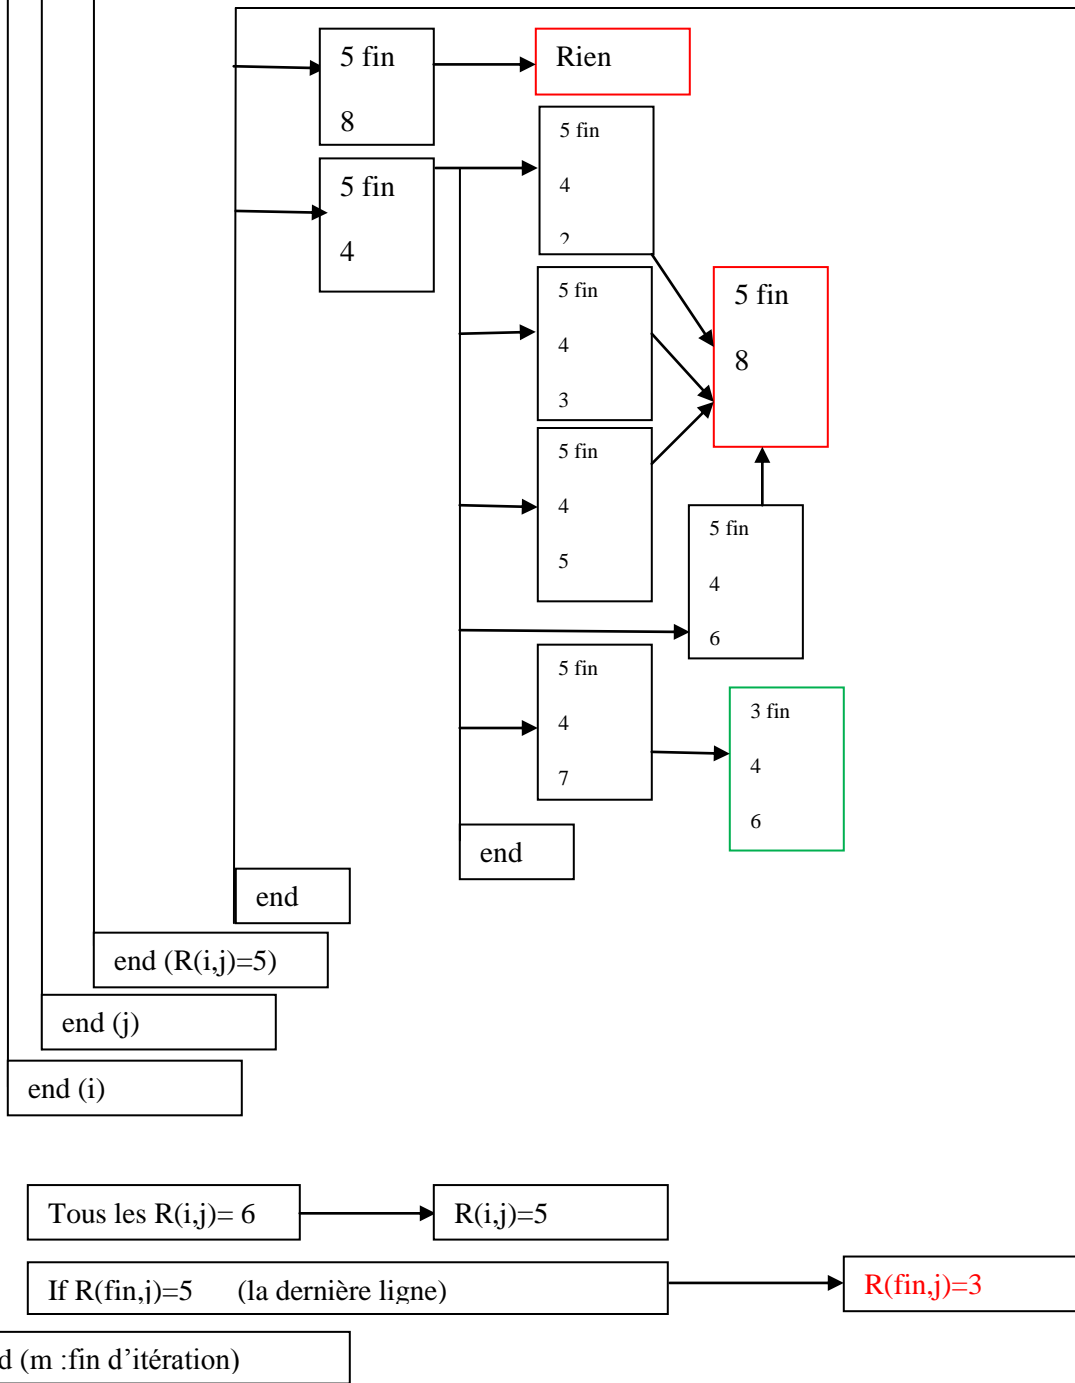 5 fin
8
Rien
5 fin
4
5 fin
4
2
5 fin
4
3
5 fin
8
5 fin
4
5
5 fin
4
6
5 fin
4
7
3 fin
4
6
end
end
end (R(i,j)=5)
end (j)
end (i)
Tous les R(i,j)= 6
R(i,j)=5
If R(fin,j)=5 (la dernière ligne)
R(fin,j)=3
d (m :fin d’itération)